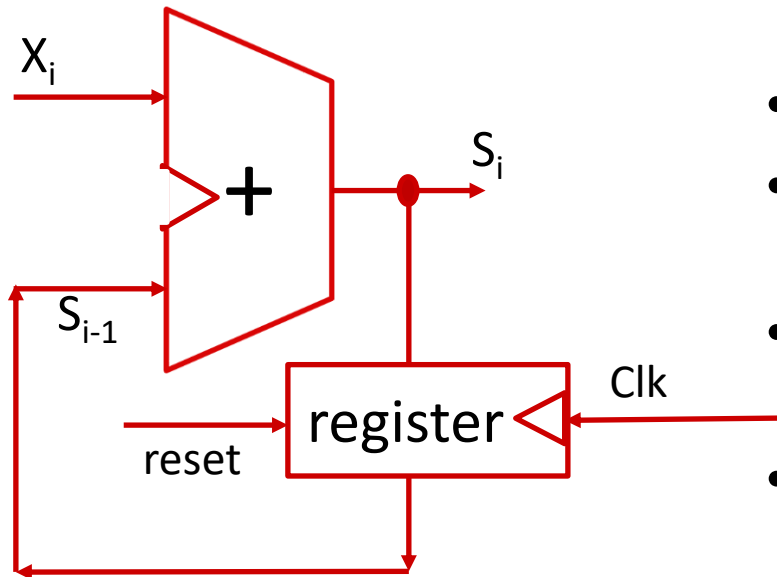 Xᵢ
+
Sᵢ
Sᵢ₋₁
Clk
register
reset